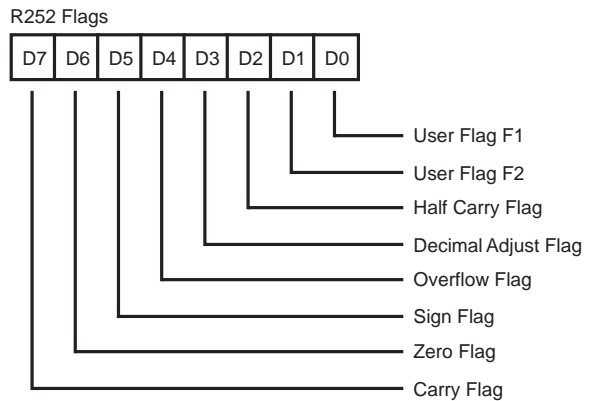 R252 Flags
D7 D6 D5 D4 D3 D2 D1 D0
User Flag F1
User Flag F2
Half Carry Flag
Decimal Adjust Flag
Overflow Flag
Sign Flag
Zero Flag
Carry Flag